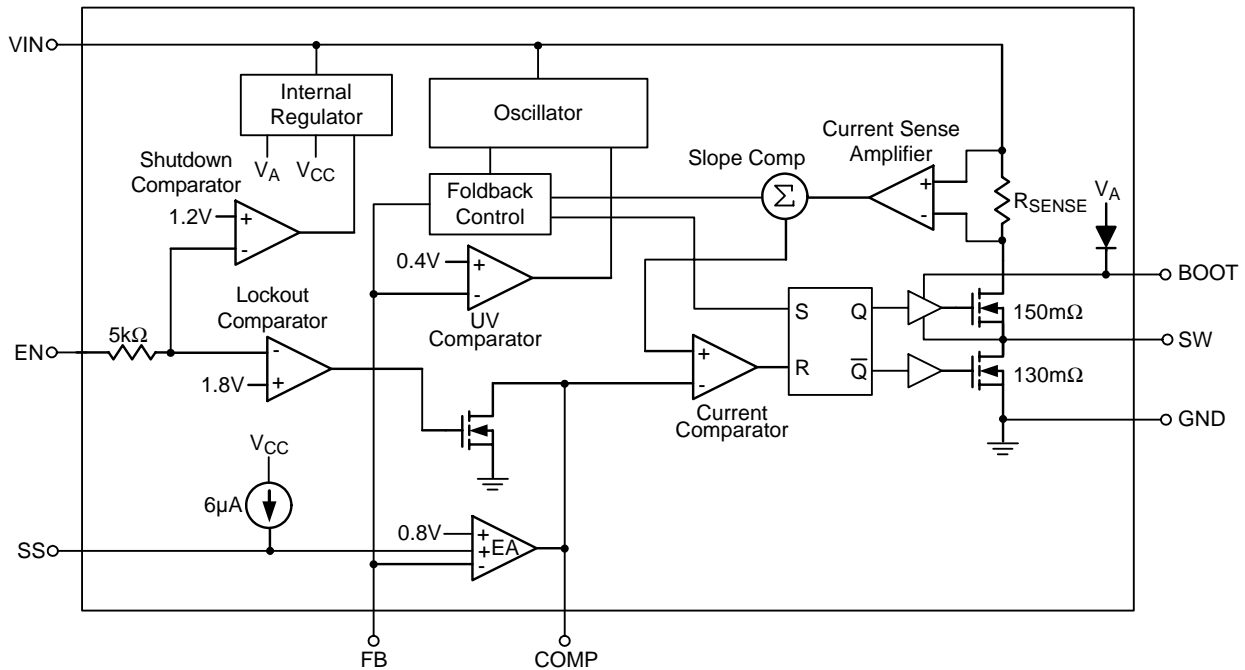 VIN
Internal
Regulator
Oscillator
Current Sense
Amplifier
Shutdown
Comparator
VA
VCC
Slope Comp
Foldback
Control
Σ
+
-
RSENSE
VA
1.2V
+
-
0.4V
+
-
BOOT
Lockout
Comparator
UV
Comparator
S
Q
150mΩ
5kΩ
EN
-
SW
1.8V
+
+
-
R
Q̅
130mΩ
Current
Comparator
GND
VCC
6µA
0.8V
+
SS
+
EA
-
FB
COMP